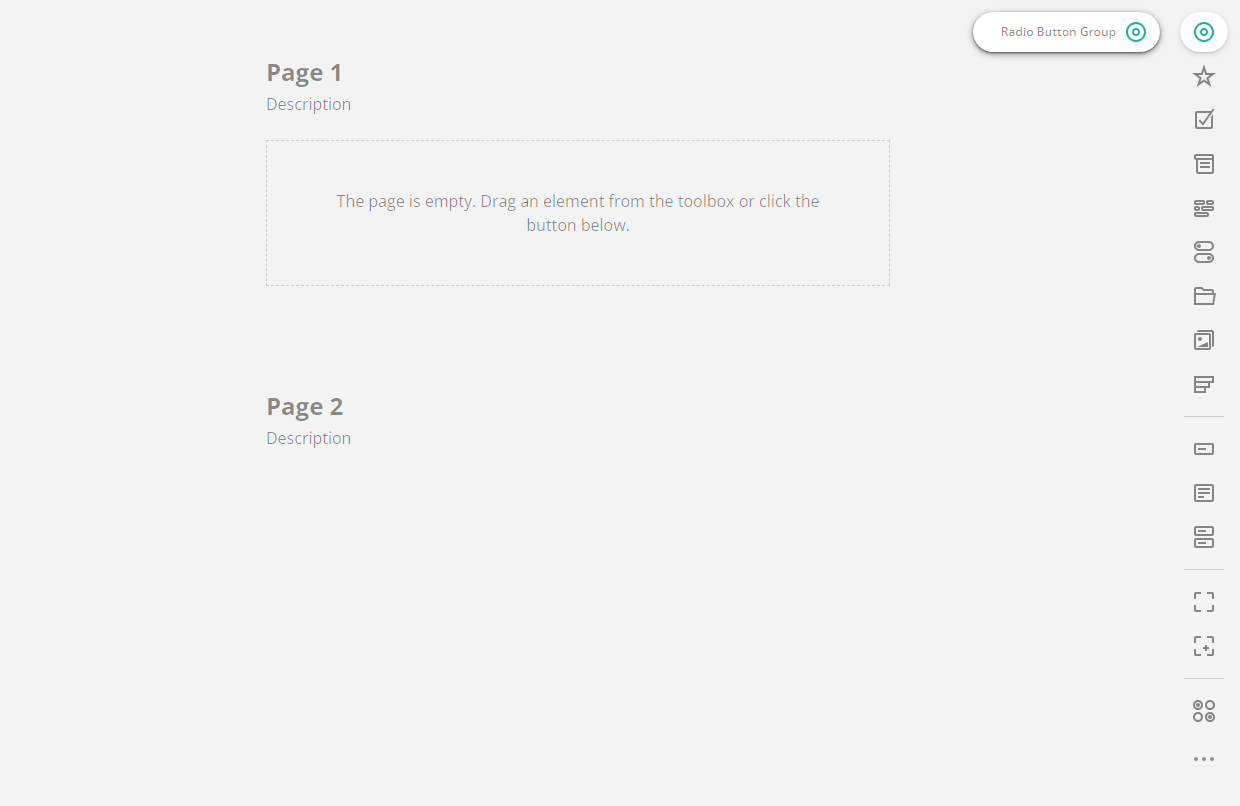 Radio Button Group
Page 1
Description
The page is empty. Drag an element from the toolbox or click the
button below.
Page 2
Description